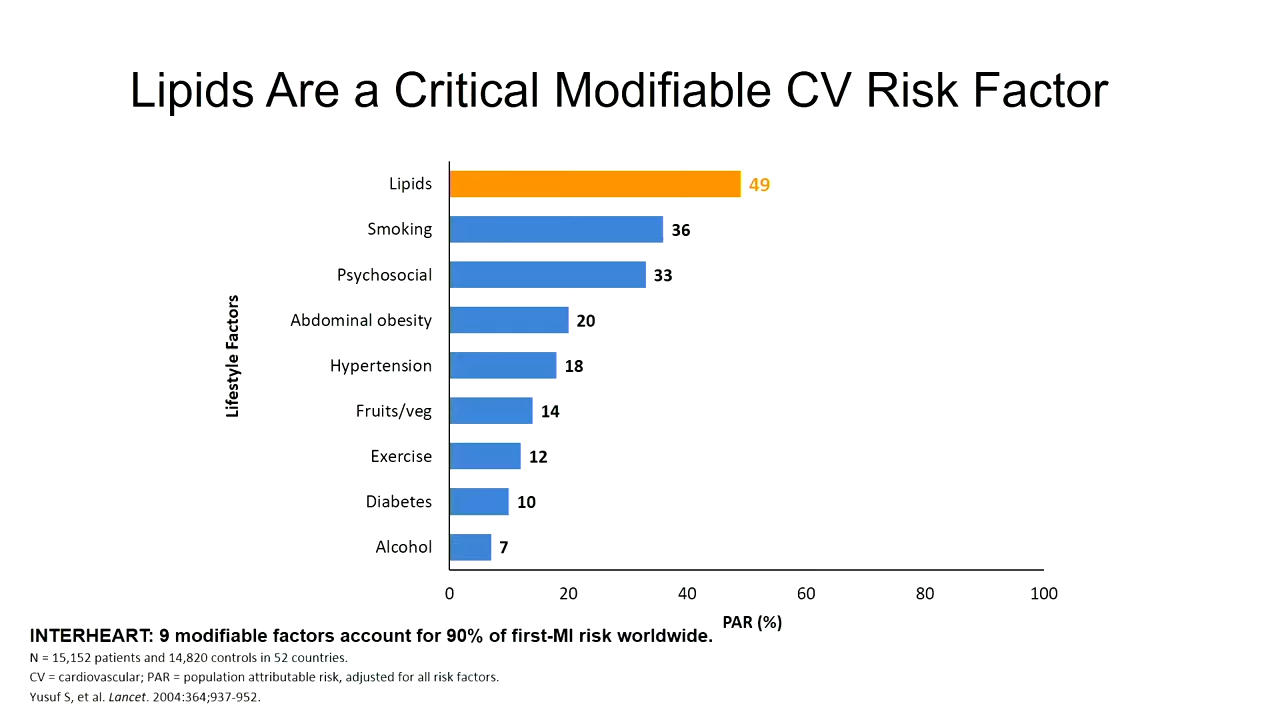 Lipids Are a Critical Modifiable CV Risk Factor
Lifestyle Factors
Lipids 49
Smoking 36
Psychosocial 33
Abdominal obesity 20
Hypertension 18
Fruits/veg 14
Exercise 12
Diabetes 10
Alcohol 7
0 20 40 60 80 100
PAR (%)
INTERHEART: 9 modifiable factors account for 90% of first-MI risk worldwide.
N = 15,152 patients and 14,820 controls in 52 countries.
CV = cardiovascular; PAR = population attributable risk, adjusted for all risk factors.
Yusuf S, et al. Lancet. 2004:364;937-952.